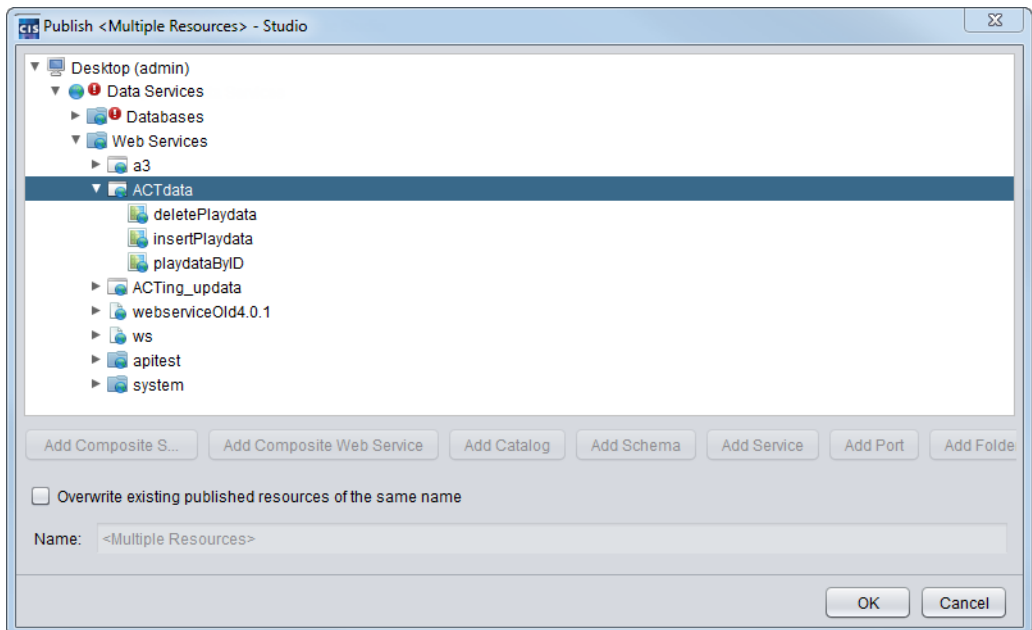 CIS Publish <Multiple Resources> - Studio
Desktop (admin)
Data Services
Databases
Web Services
a3
ACTdata
deletePlaydata
insertPlaydata
playdataByID
ACTing_updata
webserviceOld4.0.1
ws
apitest
system
Add Composite S... Add Composite Web Service Add Catalog Add Schema Add Service Add Port Add Folde
Overwrite existing published resources of the same name
Name: <Multiple Resources>
OK Cancel